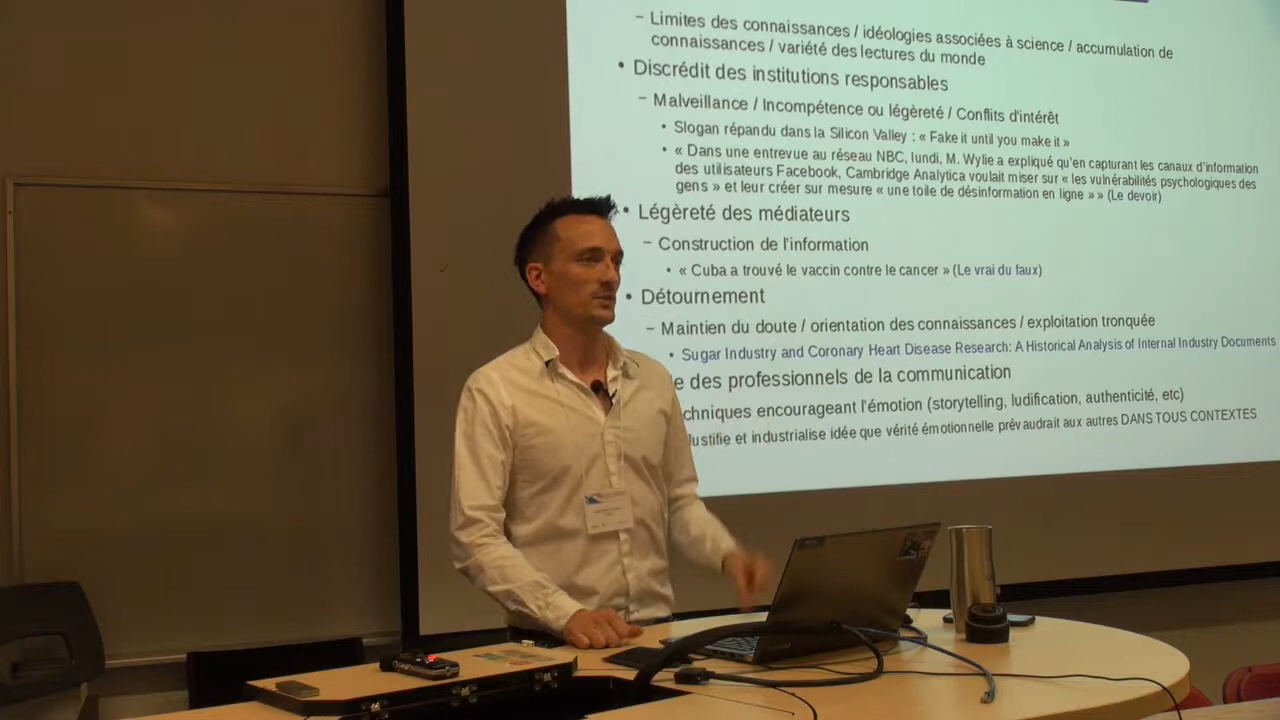 – Limites des connaissances / idéologies associées à science / accumulation de
connaissances / variété des lectures du monde
• Discrédit des institutions responsables
– Malveillance / Incompétence ou légèreté / Conflits d'intérêt
• Slogan répandu dans la Silicon Valley : « Fake it until you make it »
• « Dans une entrevue au réseau NBC, lundi, M. Wylie a expliqué qu'en capturant les canaux d'information
des utilisateurs Facebook, Cambridge Analytica voulait miser sur « les vulnérabilités psychologiques des
gens » et leur créer sur mesure « une toile de désinformation en ligne » » (Le devoir)
• Légèreté des médiateurs
– Construction de l'information
• « Cuba a trouvé le vaccin contre le cancer » (Le vrai du faux)
• Détournement
– Maintien du doute / orientation des connaissances / exploitation tronquée
• Sugar Industry and Coronary Heart Disease Research: A Historical Analysis of Internal Industry Documents
e des professionnels de la communication
chniques encourageant l'émotion (storytelling, ludification, authenticité, etc)
Justifie et industrialise idée que vérité émotionnelle prévaudrait aux autres DANS TOUS CONTEXTES